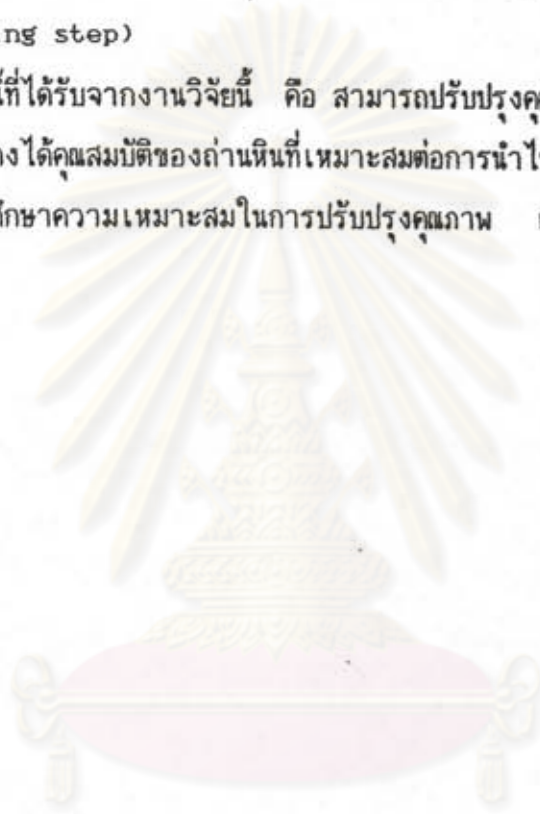 ng step)
ที่ได้รับจากงานวิจัยนี้ คือ สามารถปรับปรุงคุ
ได้คุณสมบัติของถ่านหินที่เหมาะสมต่อการนำไ
กษาความเหมาะสมในการปรับปรุงคุณภาพ